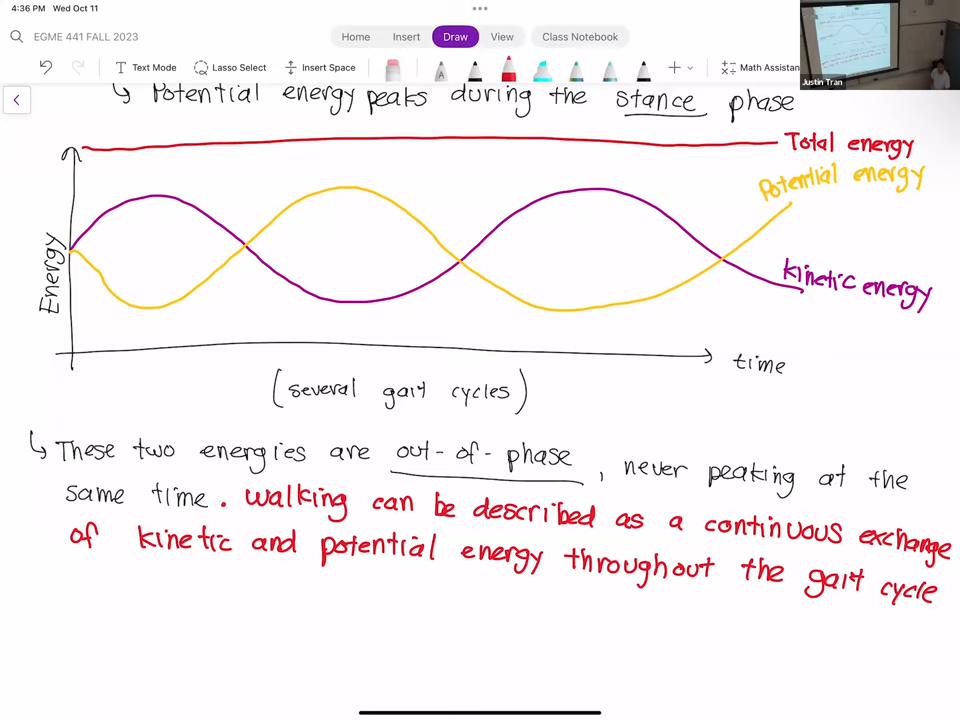 4:36 PM Wed Oct 11
EGME 441 FALL 2023
Home Insert Draw View Class Notebook
Text Mode Lasso Select Insert Space Math Assistan
Justin Tran
↳ Potential energy peaks during the stance phase
Total energy
Potential energy
Kinetic energy
Energy
time
(several gait cycles)
↳ These two energies are out-of-phase, never peaking at the
same time. Walking can be described as a continuous exchange
of kinetic and potential energy throughout the gait cycle